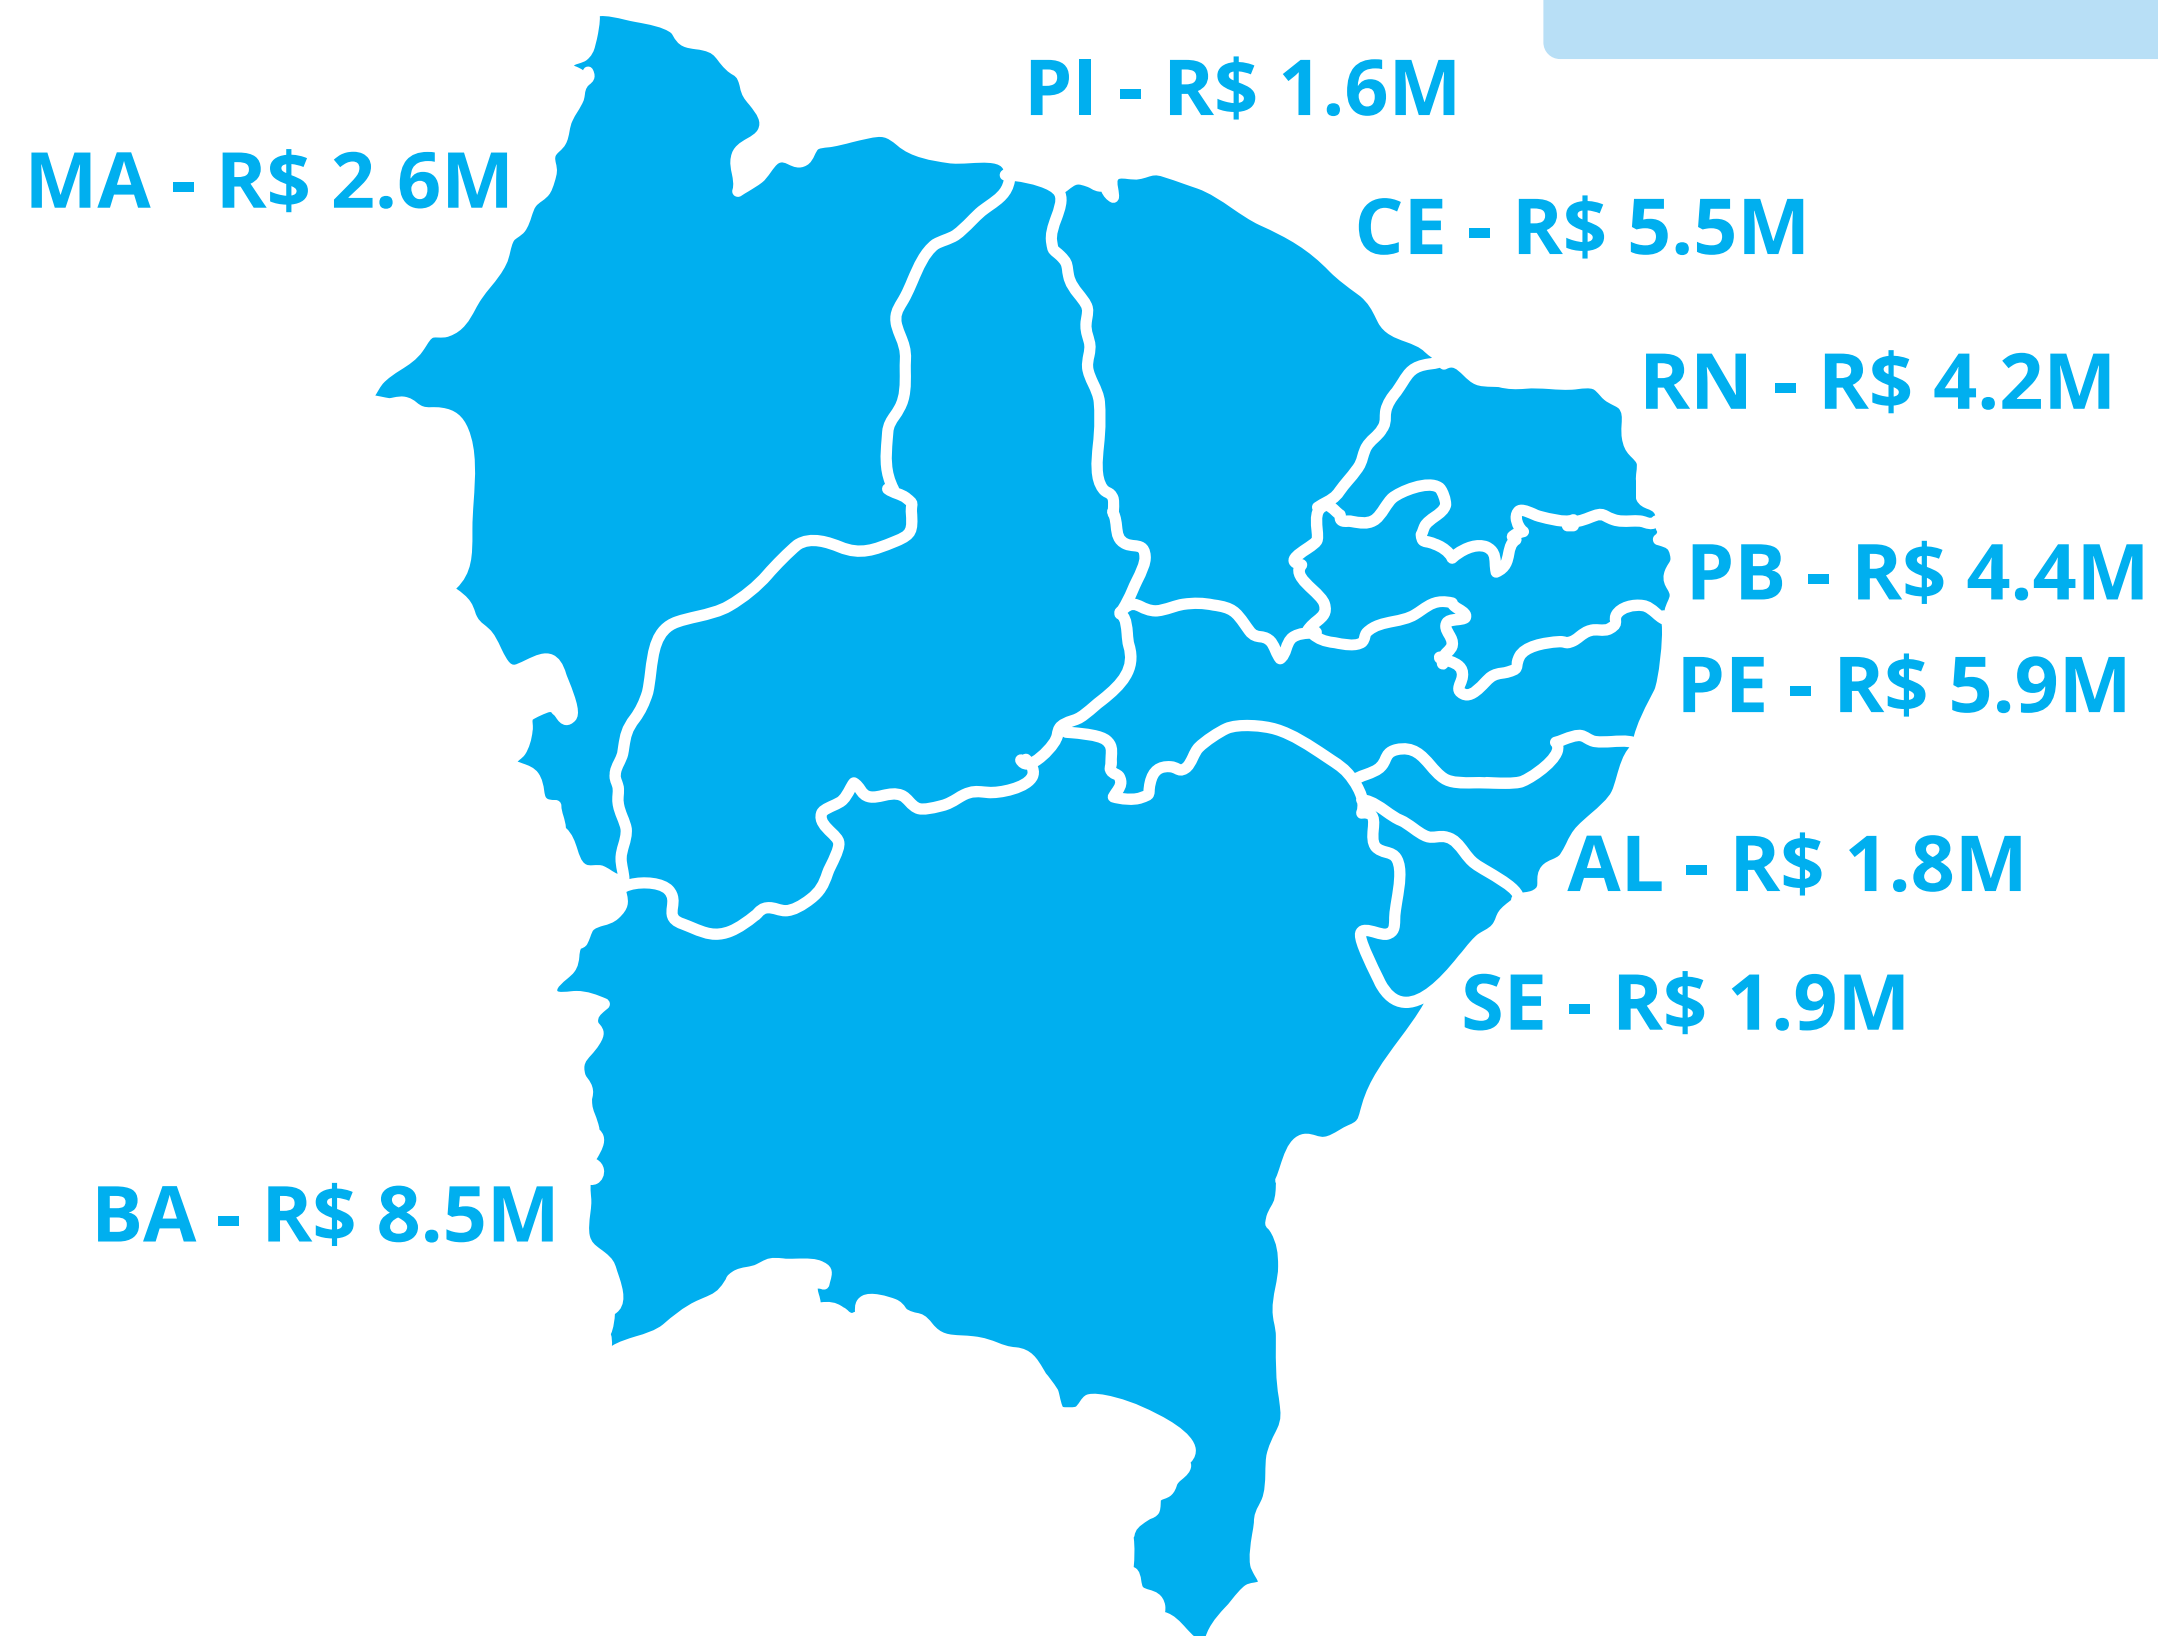 PI - R$ 1.6M
MA - R$ 2.6M
CE - R$ 5.5M
RN - R$ 4.2M
PB - R$ 4.4M
PE - R$ 5.9M
AL - R$ 1.8M
SE - R$ 1.9M
BA - R$ 8.5M